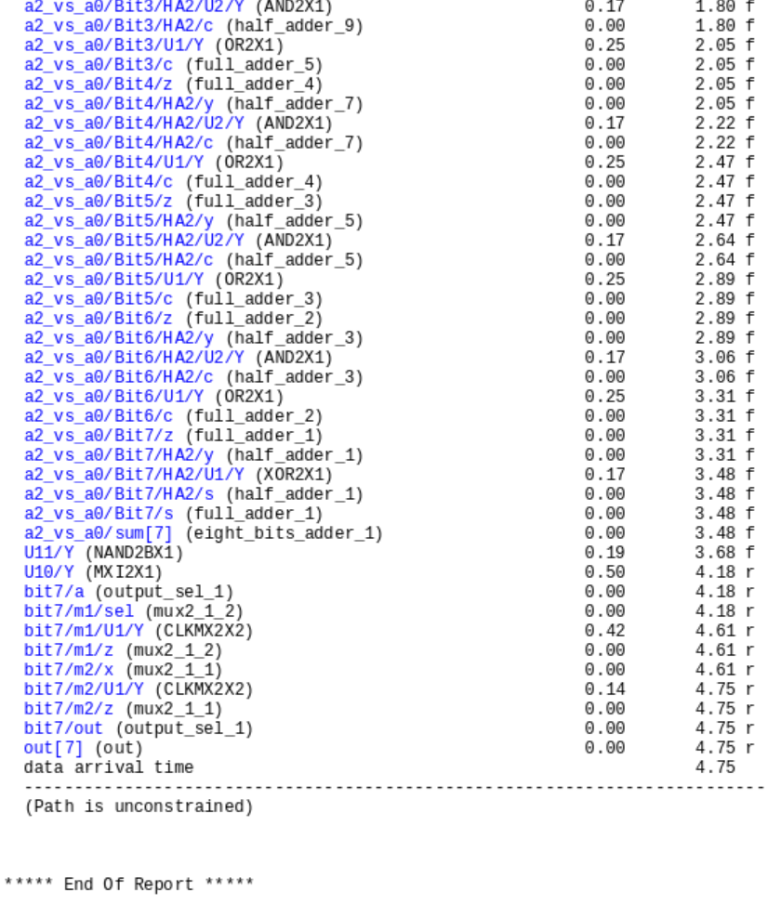 a2_vs_a0/Bit3/HA2/U2/Y (AND2X1) 0.17 1.80 f
a2_vs_a0/Bit3/HA2/c (half_adder_9) 0.00 1.80 f
a2_vs_a0/Bit3/U1/Y (OR2X1) 0.25 2.05 f
a2_vs_a0/Bit3/c (full_adder_5) 0.00 2.05 f
a2_vs_a0/Bit4/z (full_adder_4) 0.00 2.05 f
a2_vs_a0/Bit4/HA2/y (half_adder_7) 0.00 2.05 f
a2_vs_a0/Bit4/HA2/U2/Y (AND2X1) 0.17 2.22 f
a2_vs_a0/Bit4/HA2/c (half_adder_7) 0.00 2.22 f
a2_vs_a0/Bit4/U1/Y (OR2X1) 0.25 2.47 f
a2_vs_a0/Bit4/c (full_adder_4) 0.00 2.47 f
a2_vs_a0/Bit5/z (full_adder_3) 0.00 2.47 f
a2_vs_a0/Bit5/HA2/y (half_adder_5) 0.00 2.47 f
a2_vs_a0/Bit5/HA2/U2/Y (AND2X1) 0.17 2.64 f
a2_vs_a0/Bit5/HA2/c (half_adder_5) 0.00 2.64 f
a2_vs_a0/Bit5/U1/Y (OR2X1) 0.25 2.89 f
a2_vs_a0/Bit5/c (full_adder_3) 0.00 2.89 f
a2_vs_a0/Bit6/z (full_adder_2) 0.00 2.89 f
a2_vs_a0/Bit6/HA2/y (half_adder_3) 0.00 2.89 f
a2_vs_a0/Bit6/HA2/U2/Y (AND2X1) 0.17 3.06 f
a2_vs_a0/Bit6/HA2/c (half_adder_3) 0.00 3.06 f
a2_vs_a0/Bit6/U1/Y (OR2X1) 0.25 3.31 f
a2_vs_a0/Bit6/c (full_adder_2) 0.00 3.31 f
a2_vs_a0/Bit7/z (full_adder_1) 0.00 3.31 f
a2_vs_a0/Bit7/HA2/y (half_adder_1) 0.00 3.31 f
a2_vs_a0/Bit7/HA2/U1/Y (XOR2X1) 0.17 3.48 f
a2_vs_a0/Bit7/HA2/s (half_adder_1) 0.00 3.48 f
a2_vs_a0/Bit7/s (full_adder_1) 0.00 3.48 f
a2_vs_a0/sum[7] (eight_bits_adder_1) 0.00 3.48 f
U11/Y (NAND2BX1) 0.19 3.68 f
U10/Y (MXI2X1) 0.50 4.18 r
bit7/a (output_sel_1) 0.00 4.18 r
bit7/m1/sel (mux2_1_2) 0.00 4.18 r
bit7/m1/U1/Y (CLKMX2X2) 0.42 4.61 r
bit7/m1/z (mux2_1_2) 0.00 4.61 r
bit7/m2/x (mux2_1_1) 0.00 4.61 r
bit7/m2/U1/Y (CLKMX2X2) 0.14 4.75 r
bit7/m2/z (mux2_1_1) 0.00 4.75 r
bit7/out (output_sel_1) 0.00 4.75 r
out[7] (out) 0.00 4.75 r
data arrival time 4.75
---------------------------------------------------------------------------
(Path is unconstrained)
***** End Of Report *****